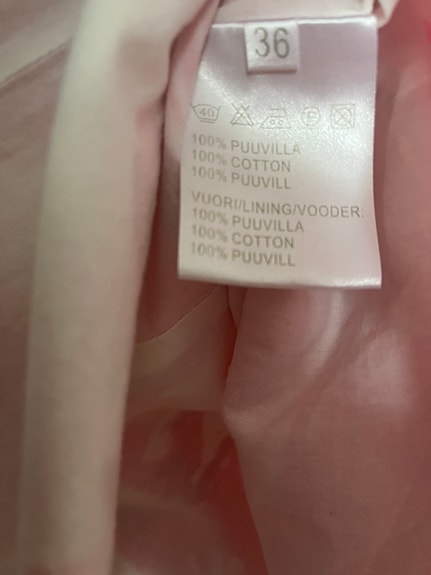 36
40 P
100% PUUVILLA
100% COTTON
100% PUUVILL
VUORI/LINING/VOODER:
100% PUUVILLA
100% COTTON
100% PUUVILL